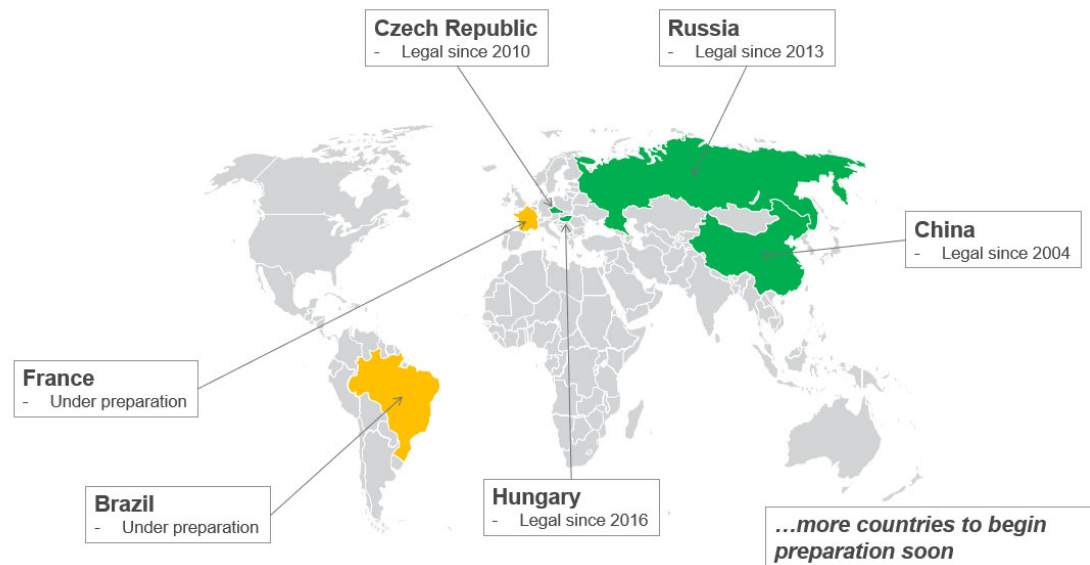 Czech Republic
- Legal since 2010
Russia
- Legal since 2013
China
- Legal since 2004
France
- Under preparation
Brazil
- Under preparation
Hungary
- Legal since 2016
...more countries to begin
preparation soon